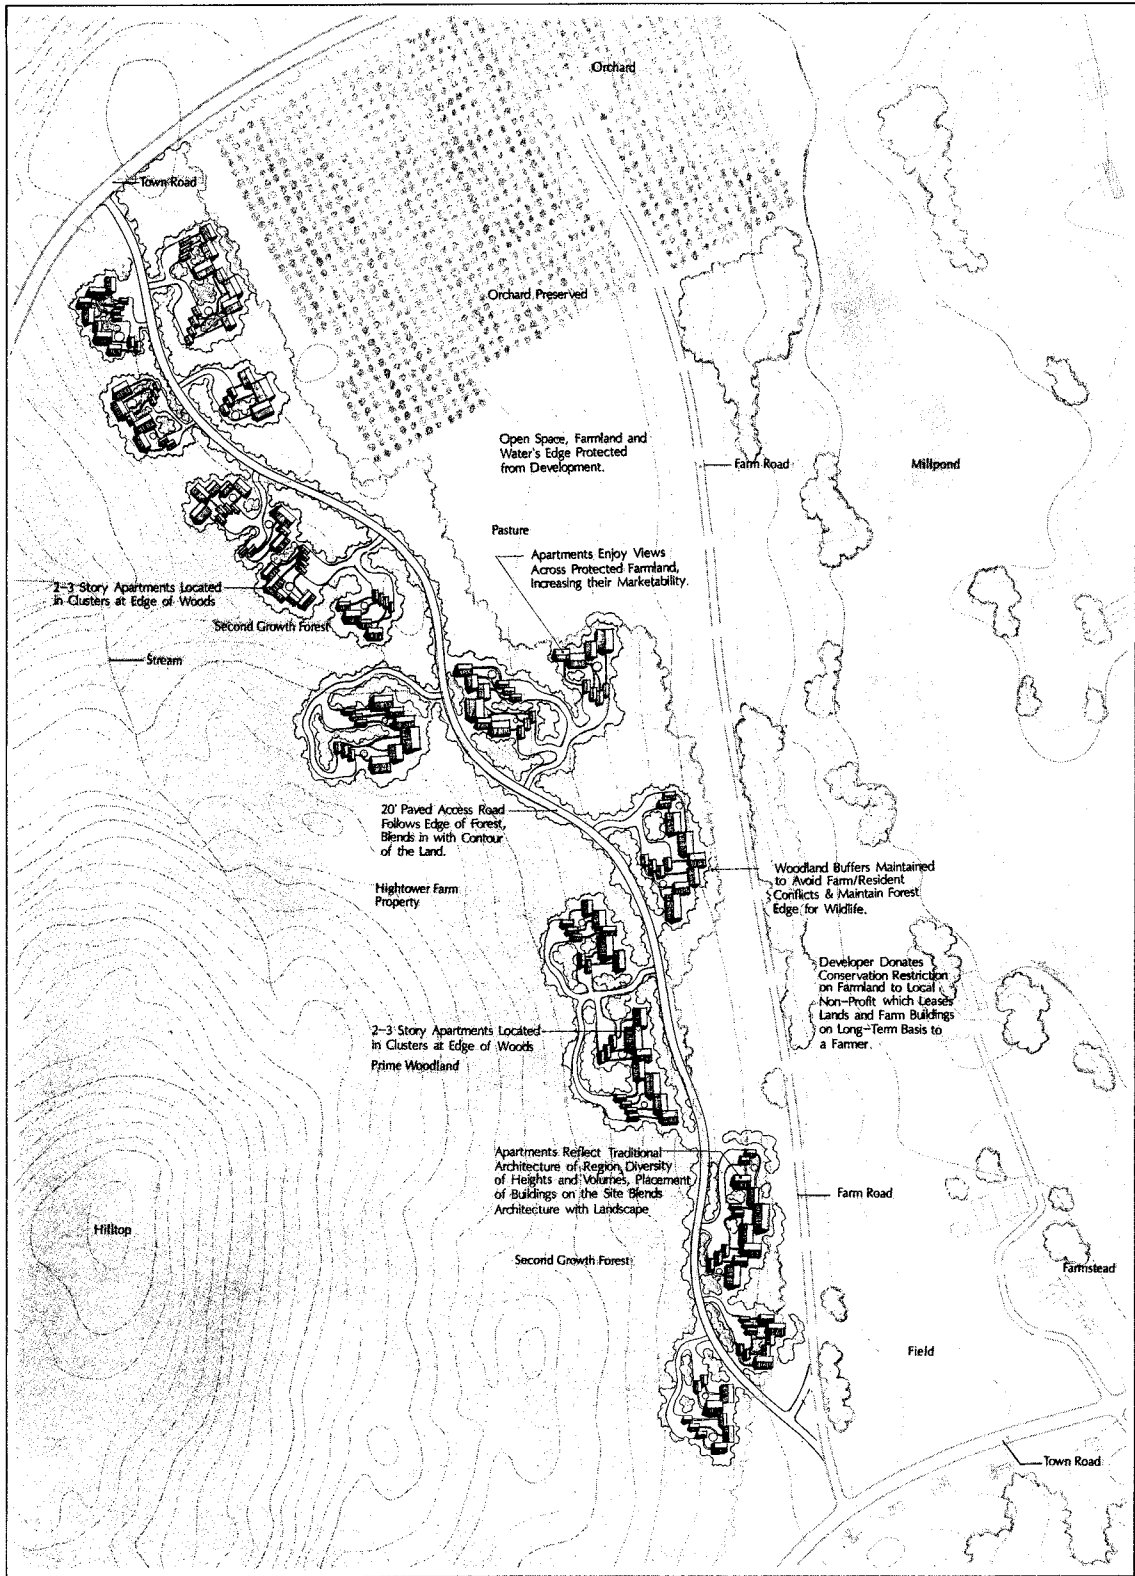 Orchard
Town Road
Orchard Preserved
Open Space, Farmland and
Water's Edge Protected
from Development.
Farm Road
Millpond
Pasture
Apartments Enjoy Views
Across Protected Farmland,
Increasing their Marketability.
2-3 Story Apartments Located
in Clusters at Edge of Woods
Second Growth Forest
Stream
20' Paved Access Road
Follows Edge of Forest,
Blends in with Contour
of the Land.
Hightower Farm
Property
Woodland Buffers Maintained
to Avoid Farm/Resident
Conflicts & Maintain Forest
Edge for Wildlife.
Developer Donates
Conservation Restriction
on Farmland to Local
Non-Profit which Leases
Lands and Farm Buildings
on Long-Term Basis to
a Farmer.
2-3 Story Apartments Located
in Clusters at Edge of Woods
Prime Woodland
Apartments Reflect Traditional
Architecture of Region, Diversity
of Heights and Volumes, Placement
of Buildings on the Site Blends
Architecture with Landscape
Farm Road
Hilltop
Second Growth Forest
Farmstead
Field
Town Road